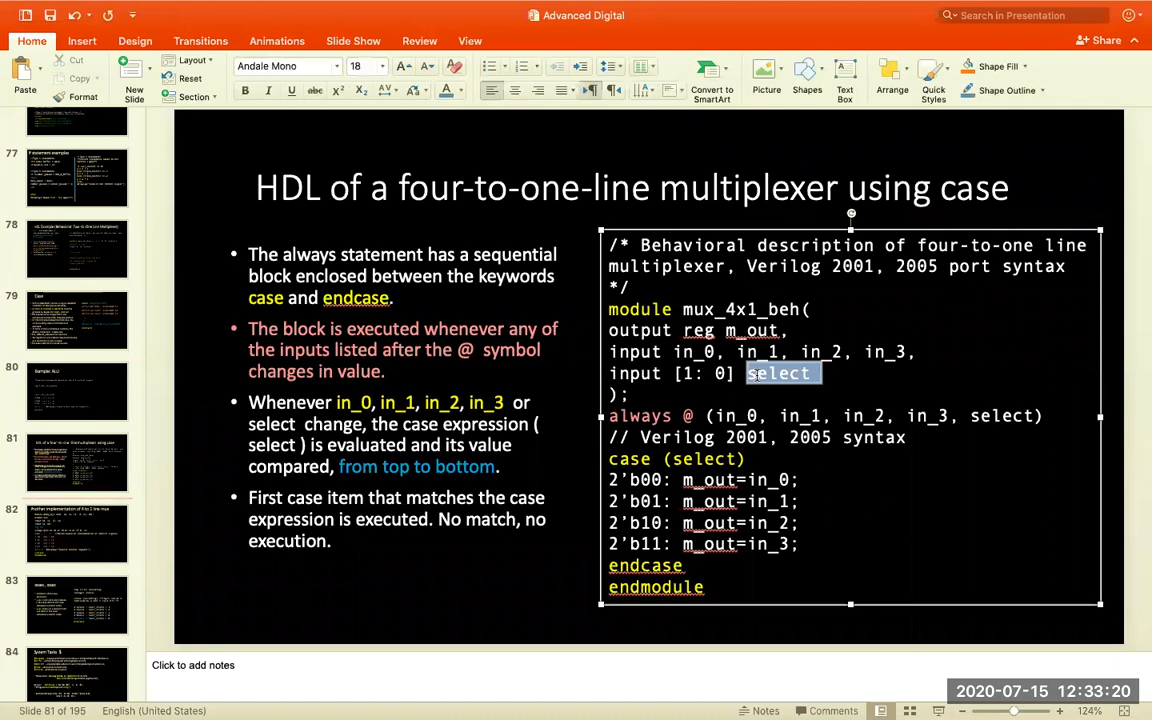 Advanced Digital
Search in Presentation
Home Insert Design Transitions Animations Slide Show Review View
Share
Paste
Cut
Copy
Format
New Slide
Layout
Reset
Section
Andale Mono 18
Convert to SmartArt
Picture
Shapes
Text Box
Arrange
Quick Styles
Shape Fill
Shape Outline
77
78
79
80
81
82
83
84
HDL of a four-to-one-line multiplexer using case
• The always statement has a sequential
block enclosed between the keywords
case and endcase.
• The block is executed whenever any of
the inputs listed after the @ symbol
changes in value.
• Whenever in_0, in_1, in_2, in_3 or
select change, the case expression (
select ) is evaluated and its value
compared, from top to bottom.
• First case item that matches the case
expression is executed. No match, no
execution.
/* Behavioral description of four-to-one line
multiplexer, Verilog 2001, 2005 port syntax
*/
module mux_4x1_beh(
output reg m_out,
input in_0, in_1, in_2, in_3,
input [1: 0] select
);
always @ (in_0, in_1, in_2, in_3, select)
// Verilog 2001, 2005 syntax
case (select)
2’b00: m_out=in_0;
2’b01: m_out=in_1;
2’b10: m_out=in_2;
2’b11: m_out=in_3;
endcase
endmodule
Click to add notes
2020-07-15 12:33:20
Slide 81 of 195 English (United States)
Notes Comments 124%